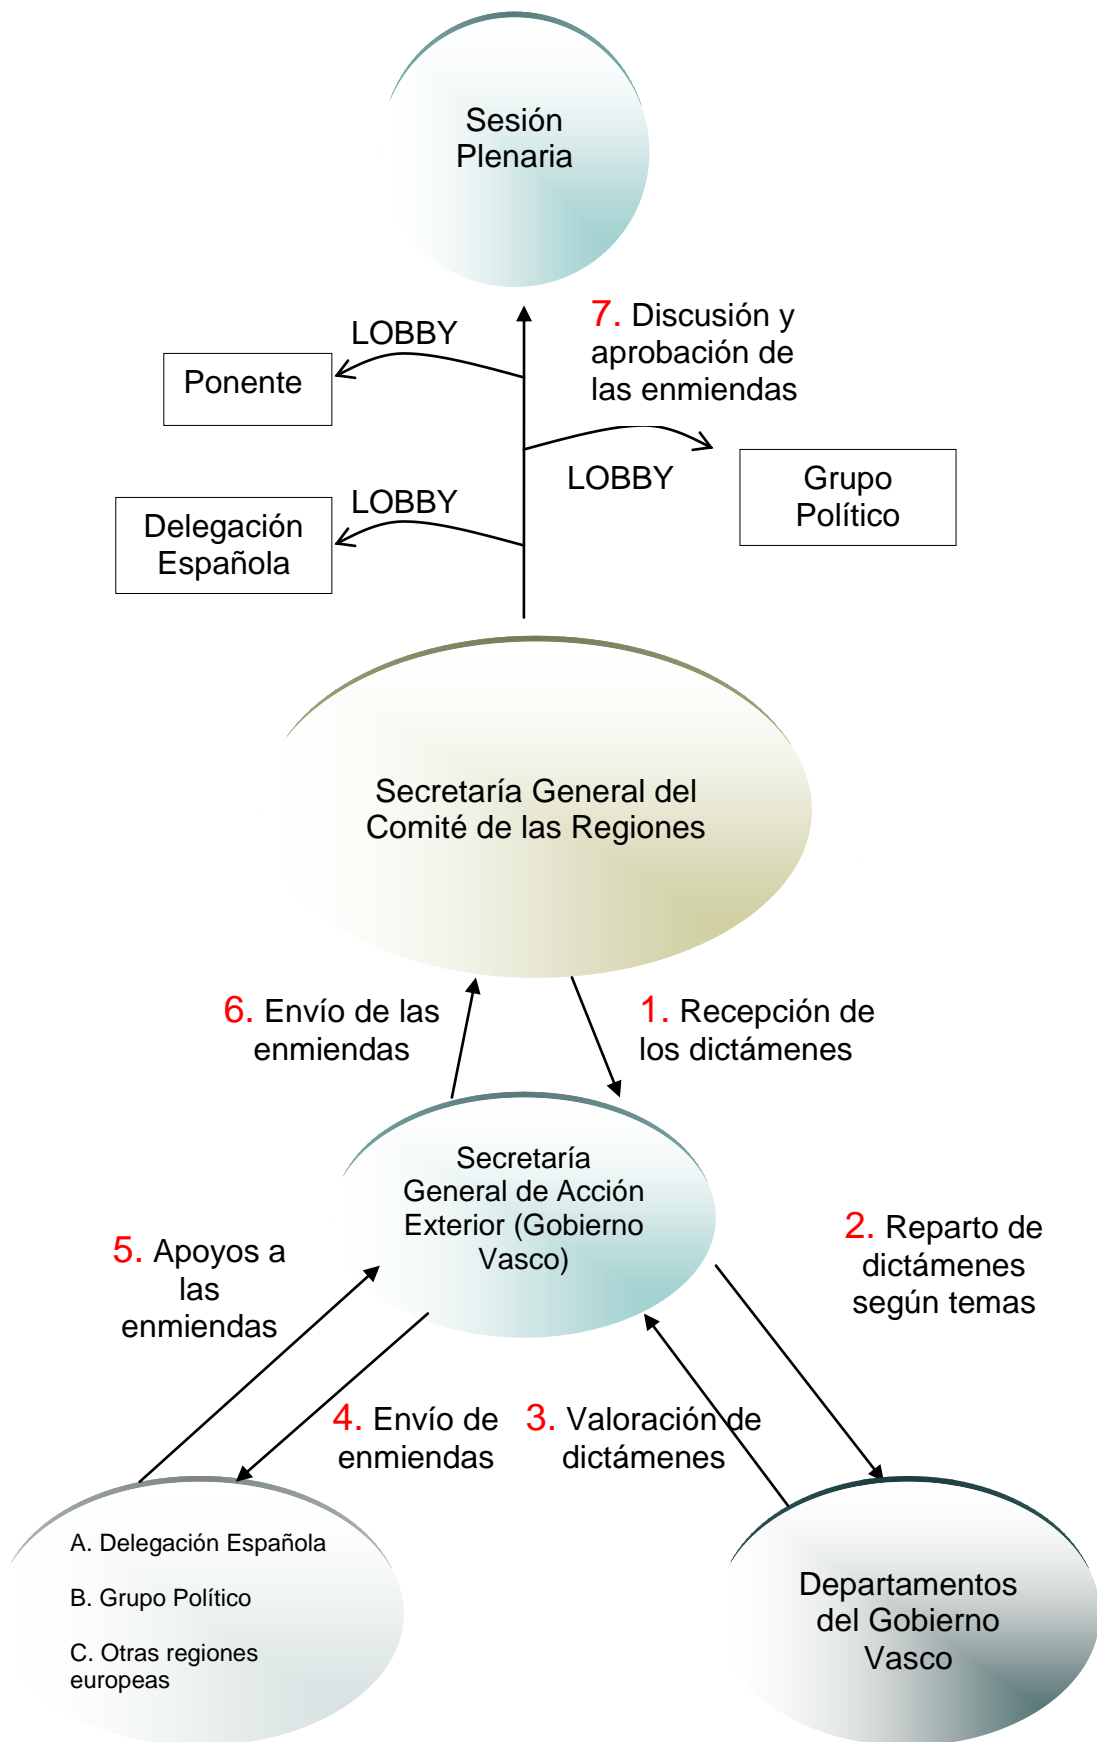 Sesión
Plenaria
7. Discusión y
aprobación de
las enmiendas
LOBBY
Ponente
LOBBY
Grupo
Político
LOBBY
Delegación
Española
Secretaría General del
Comité de las Regiones
6. Envío de las
enmiendas
1. Recepción de
los dictámenes
Secretaría
General de Acción
Exterior (Gobierno
Vasco)
5. Apoyos a
las
enmiendas
2. Reparto de
dictámenes
según temas
4. Envío de
enmiendas
3. Valoración de
dictámenes
A. Delegación Española
B. Grupo Político
C. Otras regiones
europeas
Departamentos
del Gobierno
Vasco